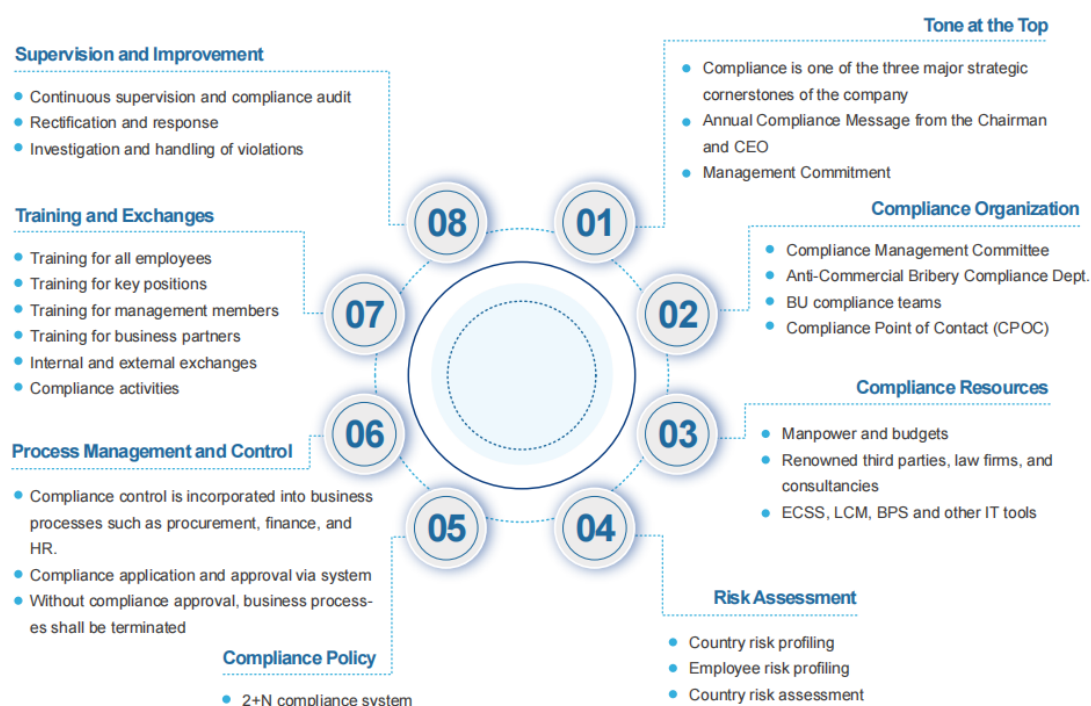 Tone at the Top
Compliance is one of the three major strategic
cornerstones of the company
Annual Compliance Message from the Chairman
and CEO
Management Commitment
01
Compliance Organization
Compliance Management Committee
Anti-Commercial Bribery Compliance Dept.
BU compliance teams
Compliance Point of Contact (CPOC)
02
Compliance Resources
Manpower and budgets
Renowned third parties, law firms, and
consultancies
ECSS, LCM, BPS and other IT tools
03
Risk Assessment
Country risk profiling
Employee risk profiling
Country risk assessment
04
Compliance Policy
2+N compliance system
05
Process Management and Control
Compliance control is incorporated into business
processes such as procurement, finance, and
HR.
Compliance application and approval via system
Without compliance approval, business process-
es shall be terminated
06
Training and Exchanges
Training for all employees
Training for key positions
Training for management members
Training for business partners
Internal and external exchanges
Compliance activities
07
Supervision and Improvement
Continuous supervision and compliance audit
Rectification and response
Investigation and handling of violations
08